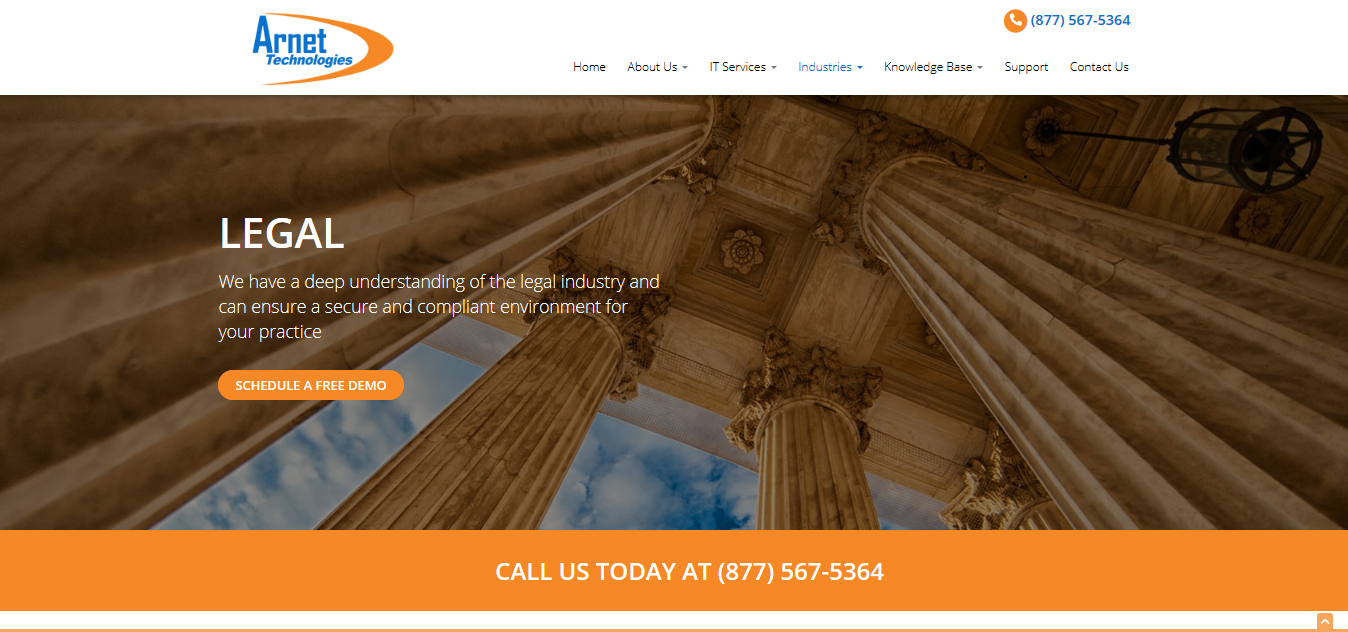 Arnet
Technologies
(877) 567-5364
Home About Us IT Services Industries Knowledge Base Support Contact Us
LEGAL
We have a deep understanding of the legal industry and
can ensure a secure and compliant environment for
your practice
SCHEDULE A FREE DEMO
CALL US TODAY AT (877) 567-5364